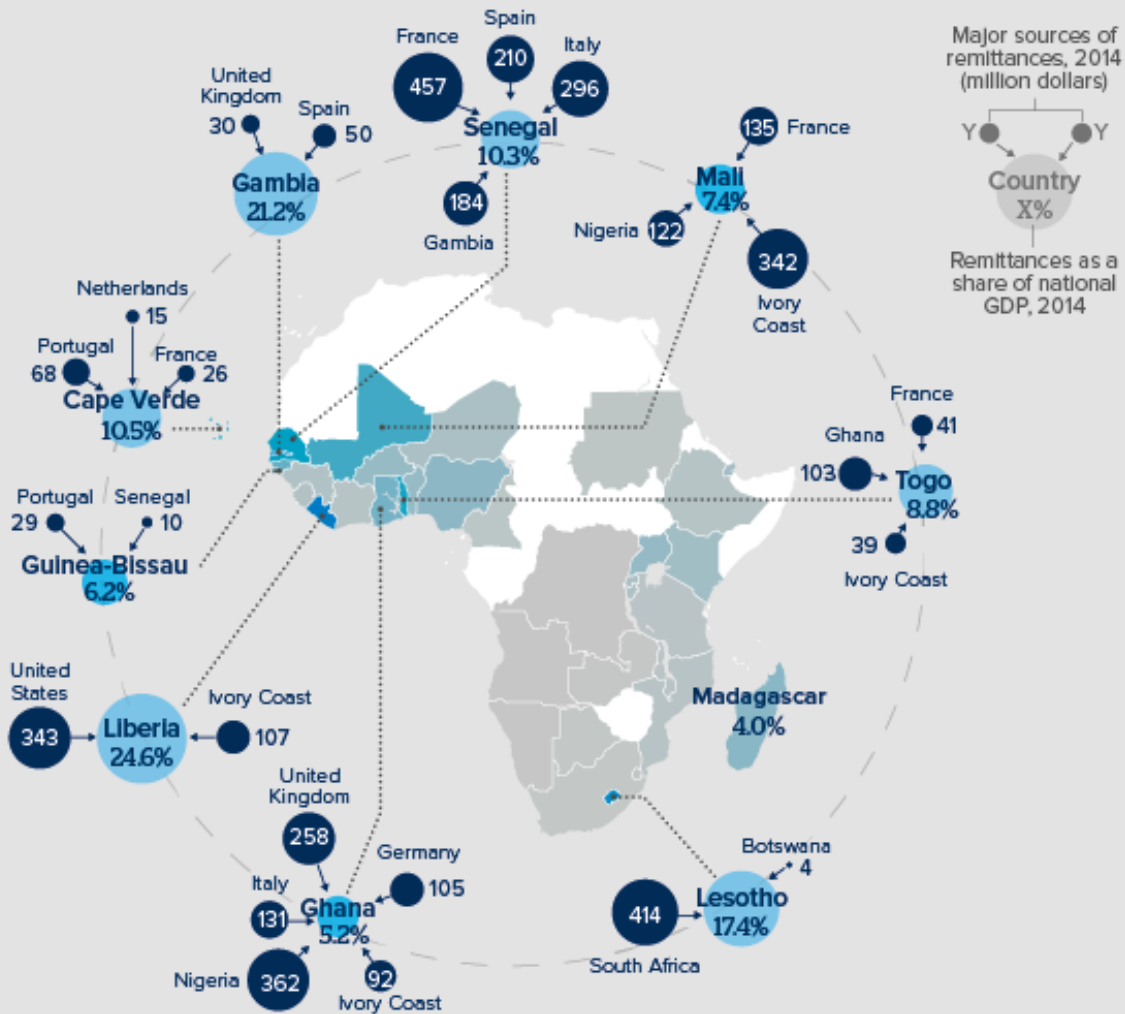 Spain
210
France
457
Italy
296
Senegal
10.3%
184
Gambia
United
Kingdom
30
Spain
50
Gambia
21.2%
135
France
Mali
7.4%
Nigeria
122
342
Ivory
Coast
Major sources of
remittances, 2014
(million dollars)
Y
Y
Country
X%
Remittances as a
share of national
GDP, 2014
Netherlands
15
Portugal
68
France
26
Cape Verde
10.5%
France
41
Ghana
103
Togo
8.8%
39
Ivory Coast
Portugal
29
Senegal
10
Guinea-Bissau
6.2%
United
States
343
Ivory Coast
107
Liberia
24.6%
Madagascar
4.0%
United
Kingdom
258
Germany
105
Italy
131
Ghana
5.2%
Nigeria
362
92
Ivory Coast
Botswana
4
Lesotho
17.4%
414
South Africa